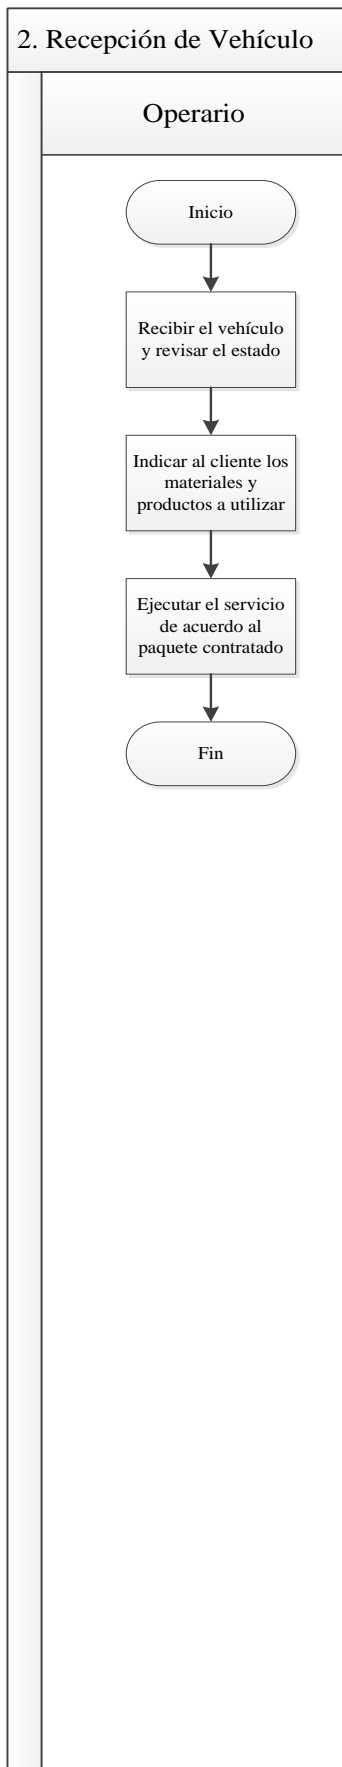 2. Recepción de Vehículo
Operario
Inicio
Recibir el vehículo
y revisar el estado
Indicar al cliente los
materiales y
productos a utilizar
Ejecutar el servicio
de acuerdo al
paquete contratado
Fin